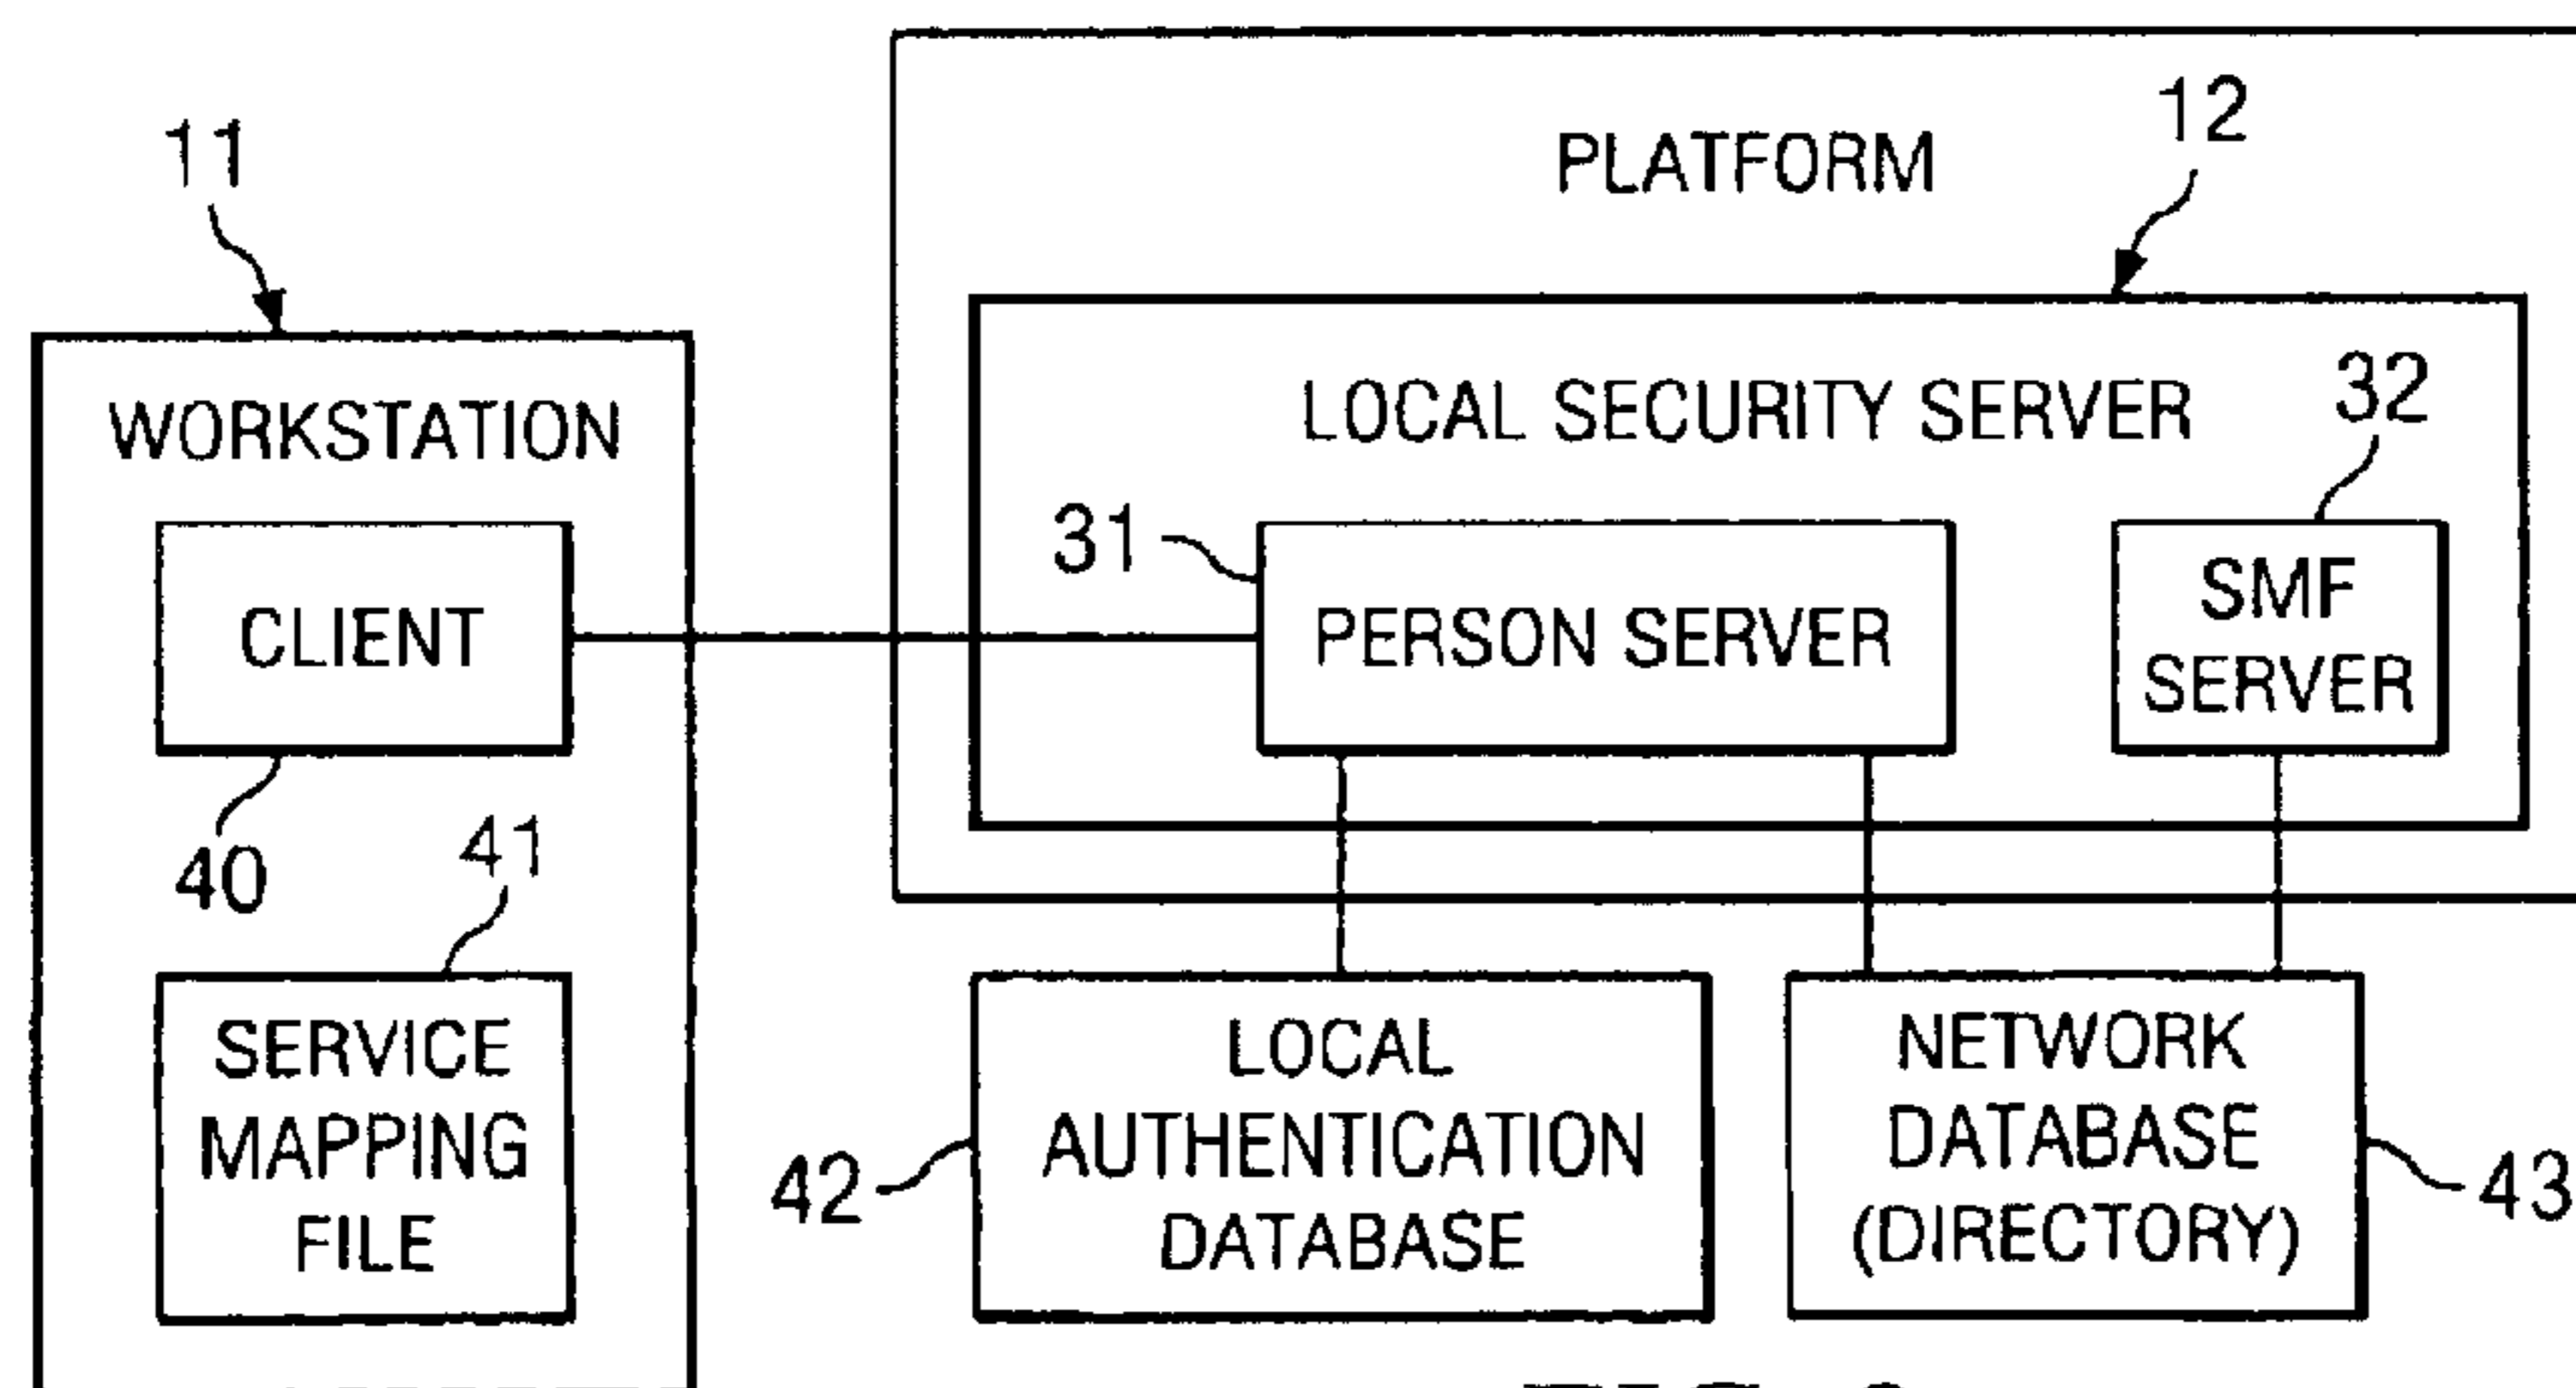 11
WORKSTATION
CLIENT
40
41
SERVICE
MAPPING
FILE
PLATFORM
12
LOCAL SECURITY SERVER
31
PERSON SERVER
32
SMF
SERVER
42
LOCAL
AUTHENTICATION
DATABASE
NETWORK
DATABASE
(DIRECTORY)
43